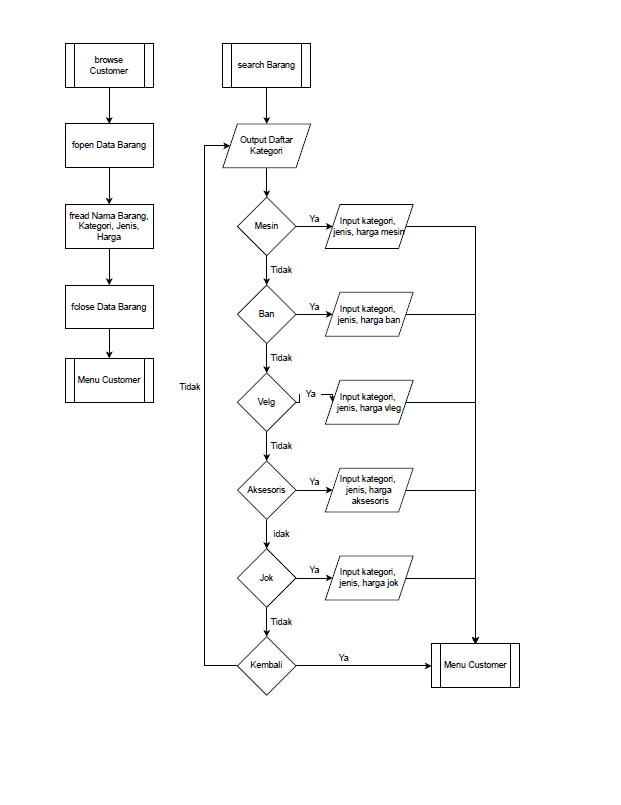 browse
Customer
fopen Data Barang
fread Nama Barang,
Kategori, Jenis,
Harga
fclose Data Barang
Menu Customer
search Barang
Output Daftar
Kategori
Mesin
Ya
Input kategori,
jenis, harga mesin
Tidak
Ban
Ya
Input kategori,
jenis, harga ban
Tidak
Tidak
Velg
Ya
Input kategori,
jenis, harga vleg
Tidak
Aksesoris
Ya
Input kategori,
jenis, harga
aksesoris
idak
Jok
Ya
Input kategori,
jenis, harga jok
Tidak
Kembali
Ya
Menu Customer